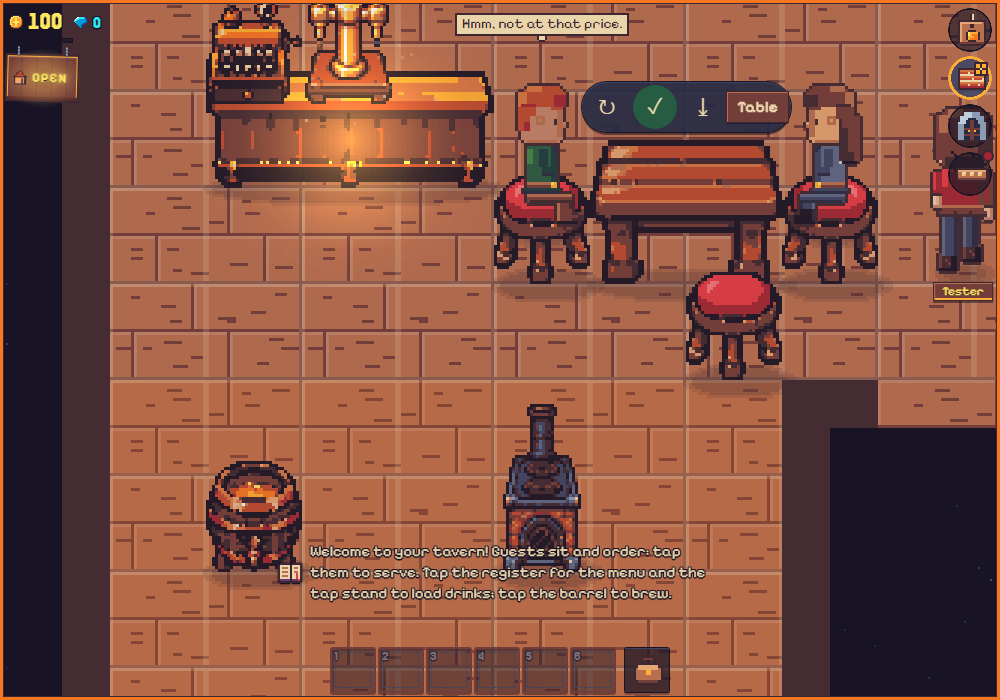 100
0
OPEN
Hmm, not at that price.
Table
Tester
Welcome to your tavern! Guests sit and order: tap
them to serve. Tap the register for the menu and the
tap stand to load drinks; tap the barrel to brew.
1 2 3 4 5 6